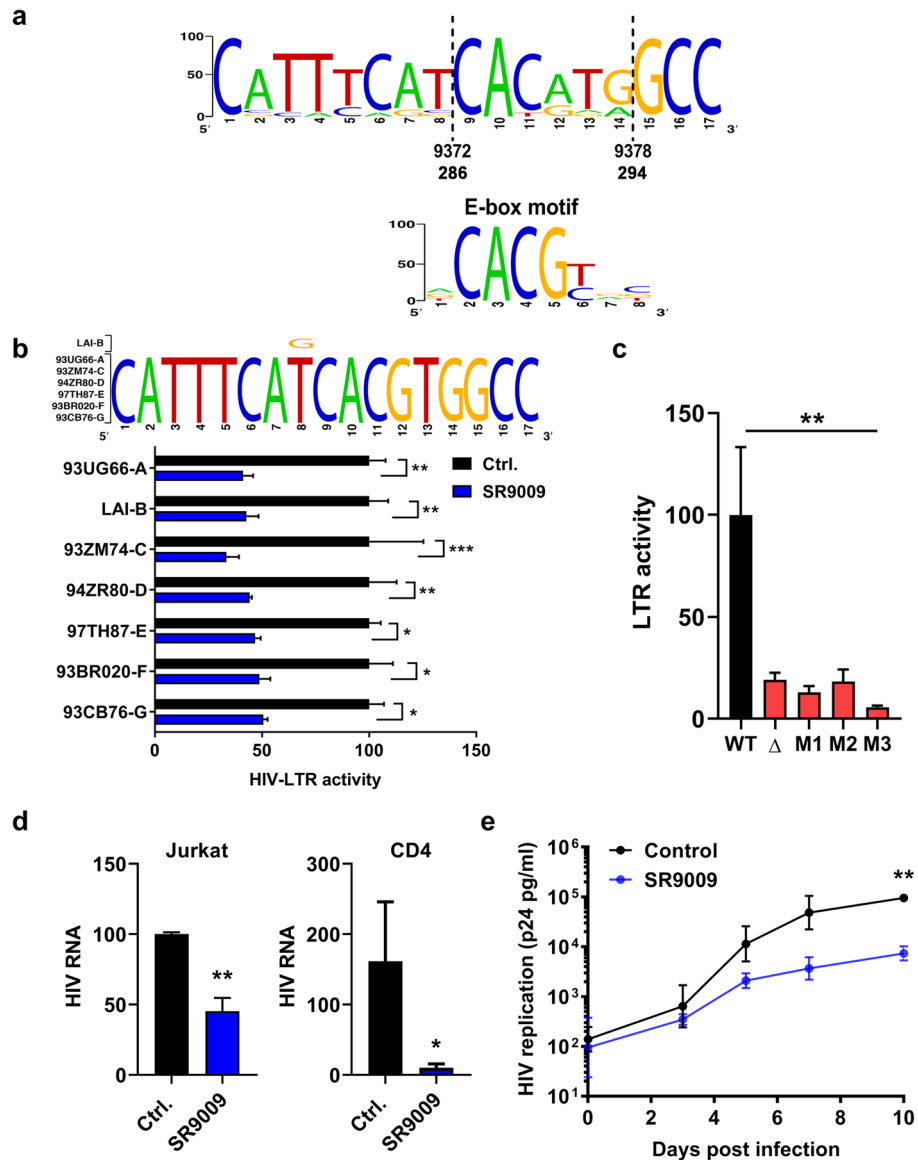 a
100
50
0
CATTTCATCACATGGCC
5′ 1 2 3 4 5 6 7 8 9 10 11 12 13 14 15 16 17 3′
9372 9378
286 294
E-box motif
100
50
0
CACGT
5′ 1 2 3 4 5 6 7 8 3′
b
LAI-B G
93UG66-A
93ZM74-C
94ZR80-D
97TH87-E
93BR020-F
93CB76-G
CATTTCATCACGTGGCC
5′ 1 2 3 4 5 6 7 8 9 10 11 12 13 14 15 16 17 3′
Ctrl.
SR9009
93UG66-A **
LAI-B **
93ZM74-C ***
94ZR80-D **
97TH87-E *
93BR020-F *
93CB76-G *
0 50 100 150
HIV-LTR activity
c
LTR activity
150
100
50
0
**
WT Δ M1 M2 M3
d
Jurkat
HIV RNA
150
100
50
0
**
Ctrl. SR9009
CD4
HIV RNA
300
200
100
0
*
Ctrl. SR9009
e
Control
SR9009
**
HIV replication (p24 pg/ml)
10⁶
10⁵
10⁴
10³
10²
10¹
0 2 4 6 8 10
Days post infection